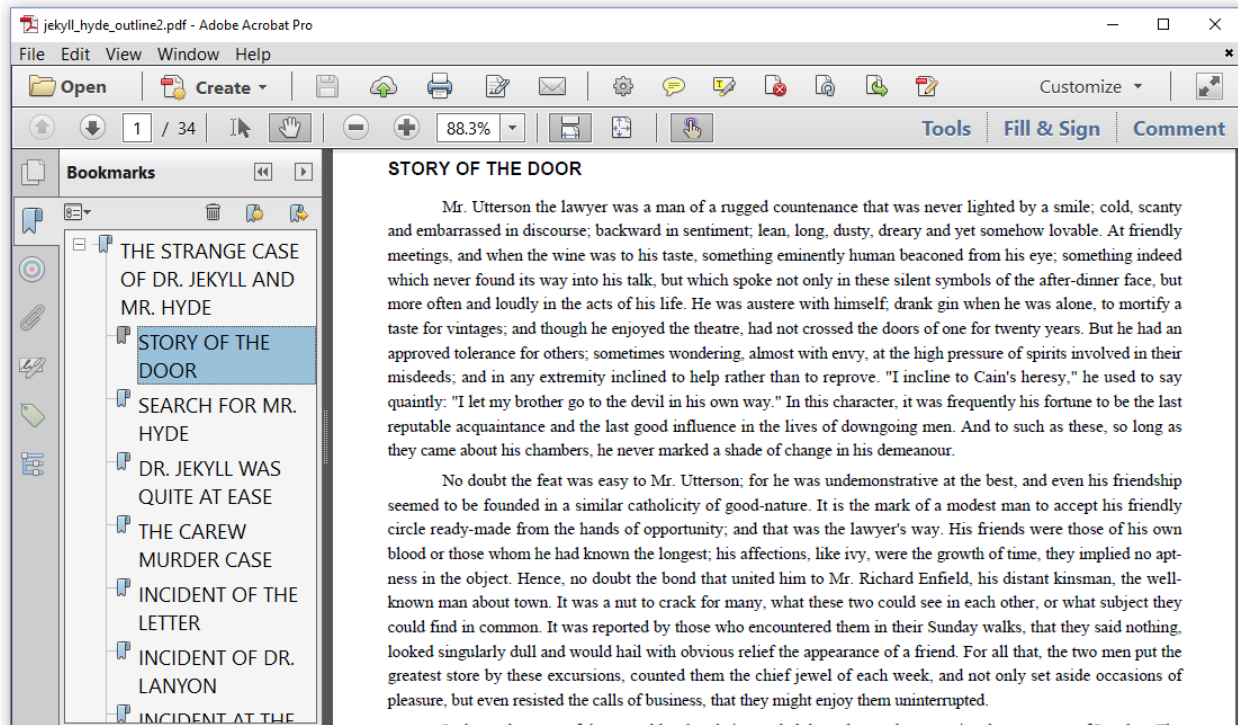 jekyll_hyde_outline2.pdf - Adobe Acrobat Pro
File Edit View Window Help
Open Create Customize
1 / 34 88.3% Tools Fill & Sign Comment
Bookmarks
THE STRANGE CASE
OF DR. JEKYLL AND
MR. HYDE
STORY OF THE
DOOR
SEARCH FOR MR.
HYDE
DR. JEKYLL WAS
QUITE AT EASE
THE CAREW
MURDER CASE
INCIDENT OF THE
LETTER
INCIDENT OF DR.
LANYON
INCIDENT AT THE
STORY OF THE DOOR
Mr. Utterson the lawyer was a man of a rugged countenance that was never lighted by a smile; cold, scanty
and embarrassed in discourse; backward in sentiment; lean, long, dusty, dreary and yet somehow lovable. At friendly
meetings, and when the wine was to his taste, something eminently human beaconed from his eye; something indeed
which never found its way into his talk, but which spoke not only in these silent symbols of the after-dinner face, but
more often and loudly in the acts of his life. He was austere with himself; drank gin when he was alone, to mortify a
taste for vintages; and though he enjoyed the theatre, had not crossed the doors of one for twenty years. But he had an
approved tolerance for others; sometimes wondering, almost with envy, at the high pressure of spirits involved in their
misdeeds; and in any extremity inclined to help rather than to reprove. "I incline to Cain's heresy," he used to say
quaintly: "I let my brother go to the devil in his own way." In this character, it was frequently his fortune to be the last
reputable acquaintance and the last good influence in the lives of downgoing men. And to such as these, so long as
they came about his chambers, he never marked a shade of change in his demeanour.
No doubt the feat was easy to Mr. Utterson; for he was undemonstrative at the best, and even his friendship
seemed to be founded in a similar catholicity of good-nature. It is the mark of a modest man to accept his friendly
circle ready-made from the hands of opportunity; and that was the lawyer's way. His friends were those of his own
blood or those whom he had known the longest; his affections, like ivy, were the growth of time, they implied no apt-
ness in the object. Hence, no doubt the bond that united him to Mr. Richard Enfield, his distant kinsman, the well-
known man about town. It was a nut to crack for many, what these two could see in each other, or what subject they
could find in common. It was reported by those who encountered them in their Sunday walks, that they said nothing,
looked singularly dull and would hail with obvious relief the appearance of a friend. For all that, the two men put the
greatest store by these excursions, counted them the chief jewel of each week, and not only set aside occasions of
pleasure, but even resisted the calls of business, that they might enjoy them uninterrupted.